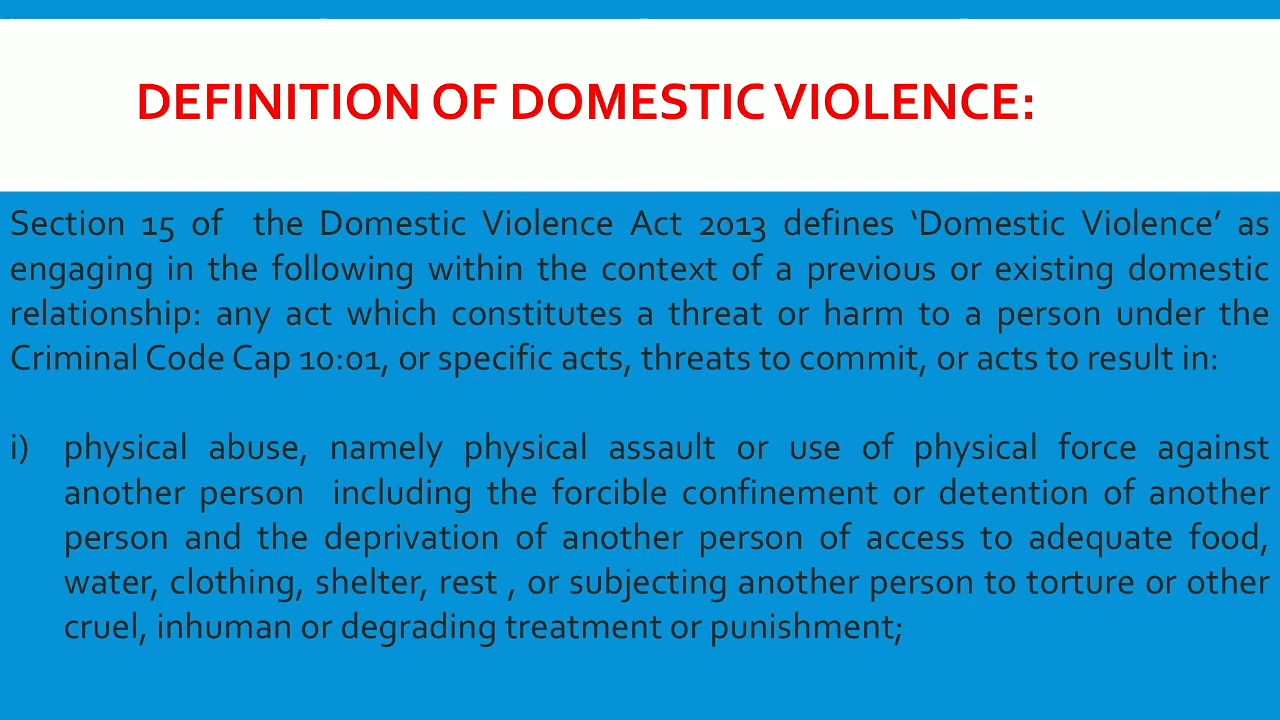 DEFINITION OF DOMESTIC VIOLENCE:
Section 15 of the Domestic Violence Act 2013 defines ‘Domestic Violence’ as
engaging in the following within the context of a previous or existing domestic
relationship: any act which constitutes a threat or harm to a person under the
Criminal Code Cap 10:01, or specific acts, threats to commit, or acts to result in:
i) physical abuse, namely physical assault or use of physical force against
another person including the forcible confinement or detention of another
person and the deprivation of another person of access to adequate food,
water, clothing, shelter, rest , or subjecting another person to torture or other
cruel, inhuman or degrading treatment or punishment;